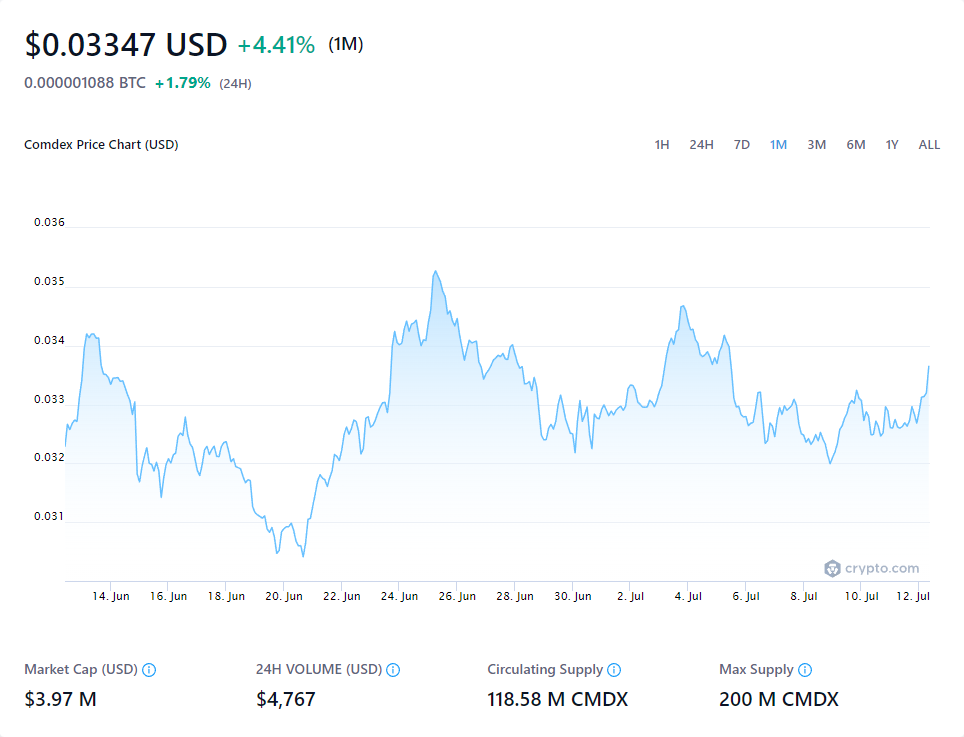 $0.03347 USD +4.41% (1M)
0.000001088 BTC +1.79% (24H)
Comdex Price Chart (USD) 1H 24H 7D 1M 3M 6M 1Y ALL
0.036
0.035
0.034
0.033
0.032
0.031
crypto.com
14. Jun 16. Jun 18. Jun 20. Jun 22. Jun 24. Jun 26. Jun 28. Jun 30. Jun 2. Jul 4. Jul 6. Jul 8. Jul 10. Jul 12. Jul
Market Cap (USD) 24H VOLUME (USD) Circulating Supply Max Supply
$3.97 M $4,767 118.58 M CMDX 200 M CMDX